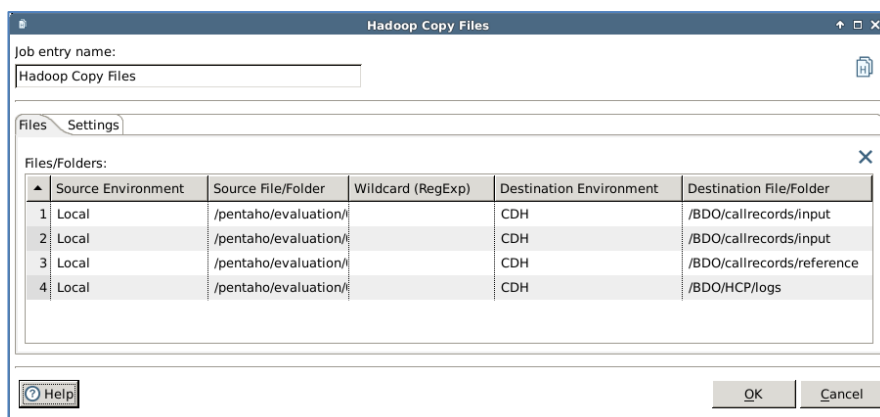 Hadoop Copy Files
Job entry name:
Hadoop Copy Files
H
Files Settings
Files/Folders:
Source Environment Source File/Folder Wildcard (RegExp) Destination Environment Destination File/Folder
1 Local /pentaho/evaluation/ CDH /BDO/callrecords/input
2 Local /pentaho/evaluation/ CDH /BDO/callrecords/input
3 Local /pentaho/evaluation/ CDH /BDO/callrecords/reference
4 Local /pentaho/evaluation/ CDH /BDO/HCP/logs
? Help OK Cancel